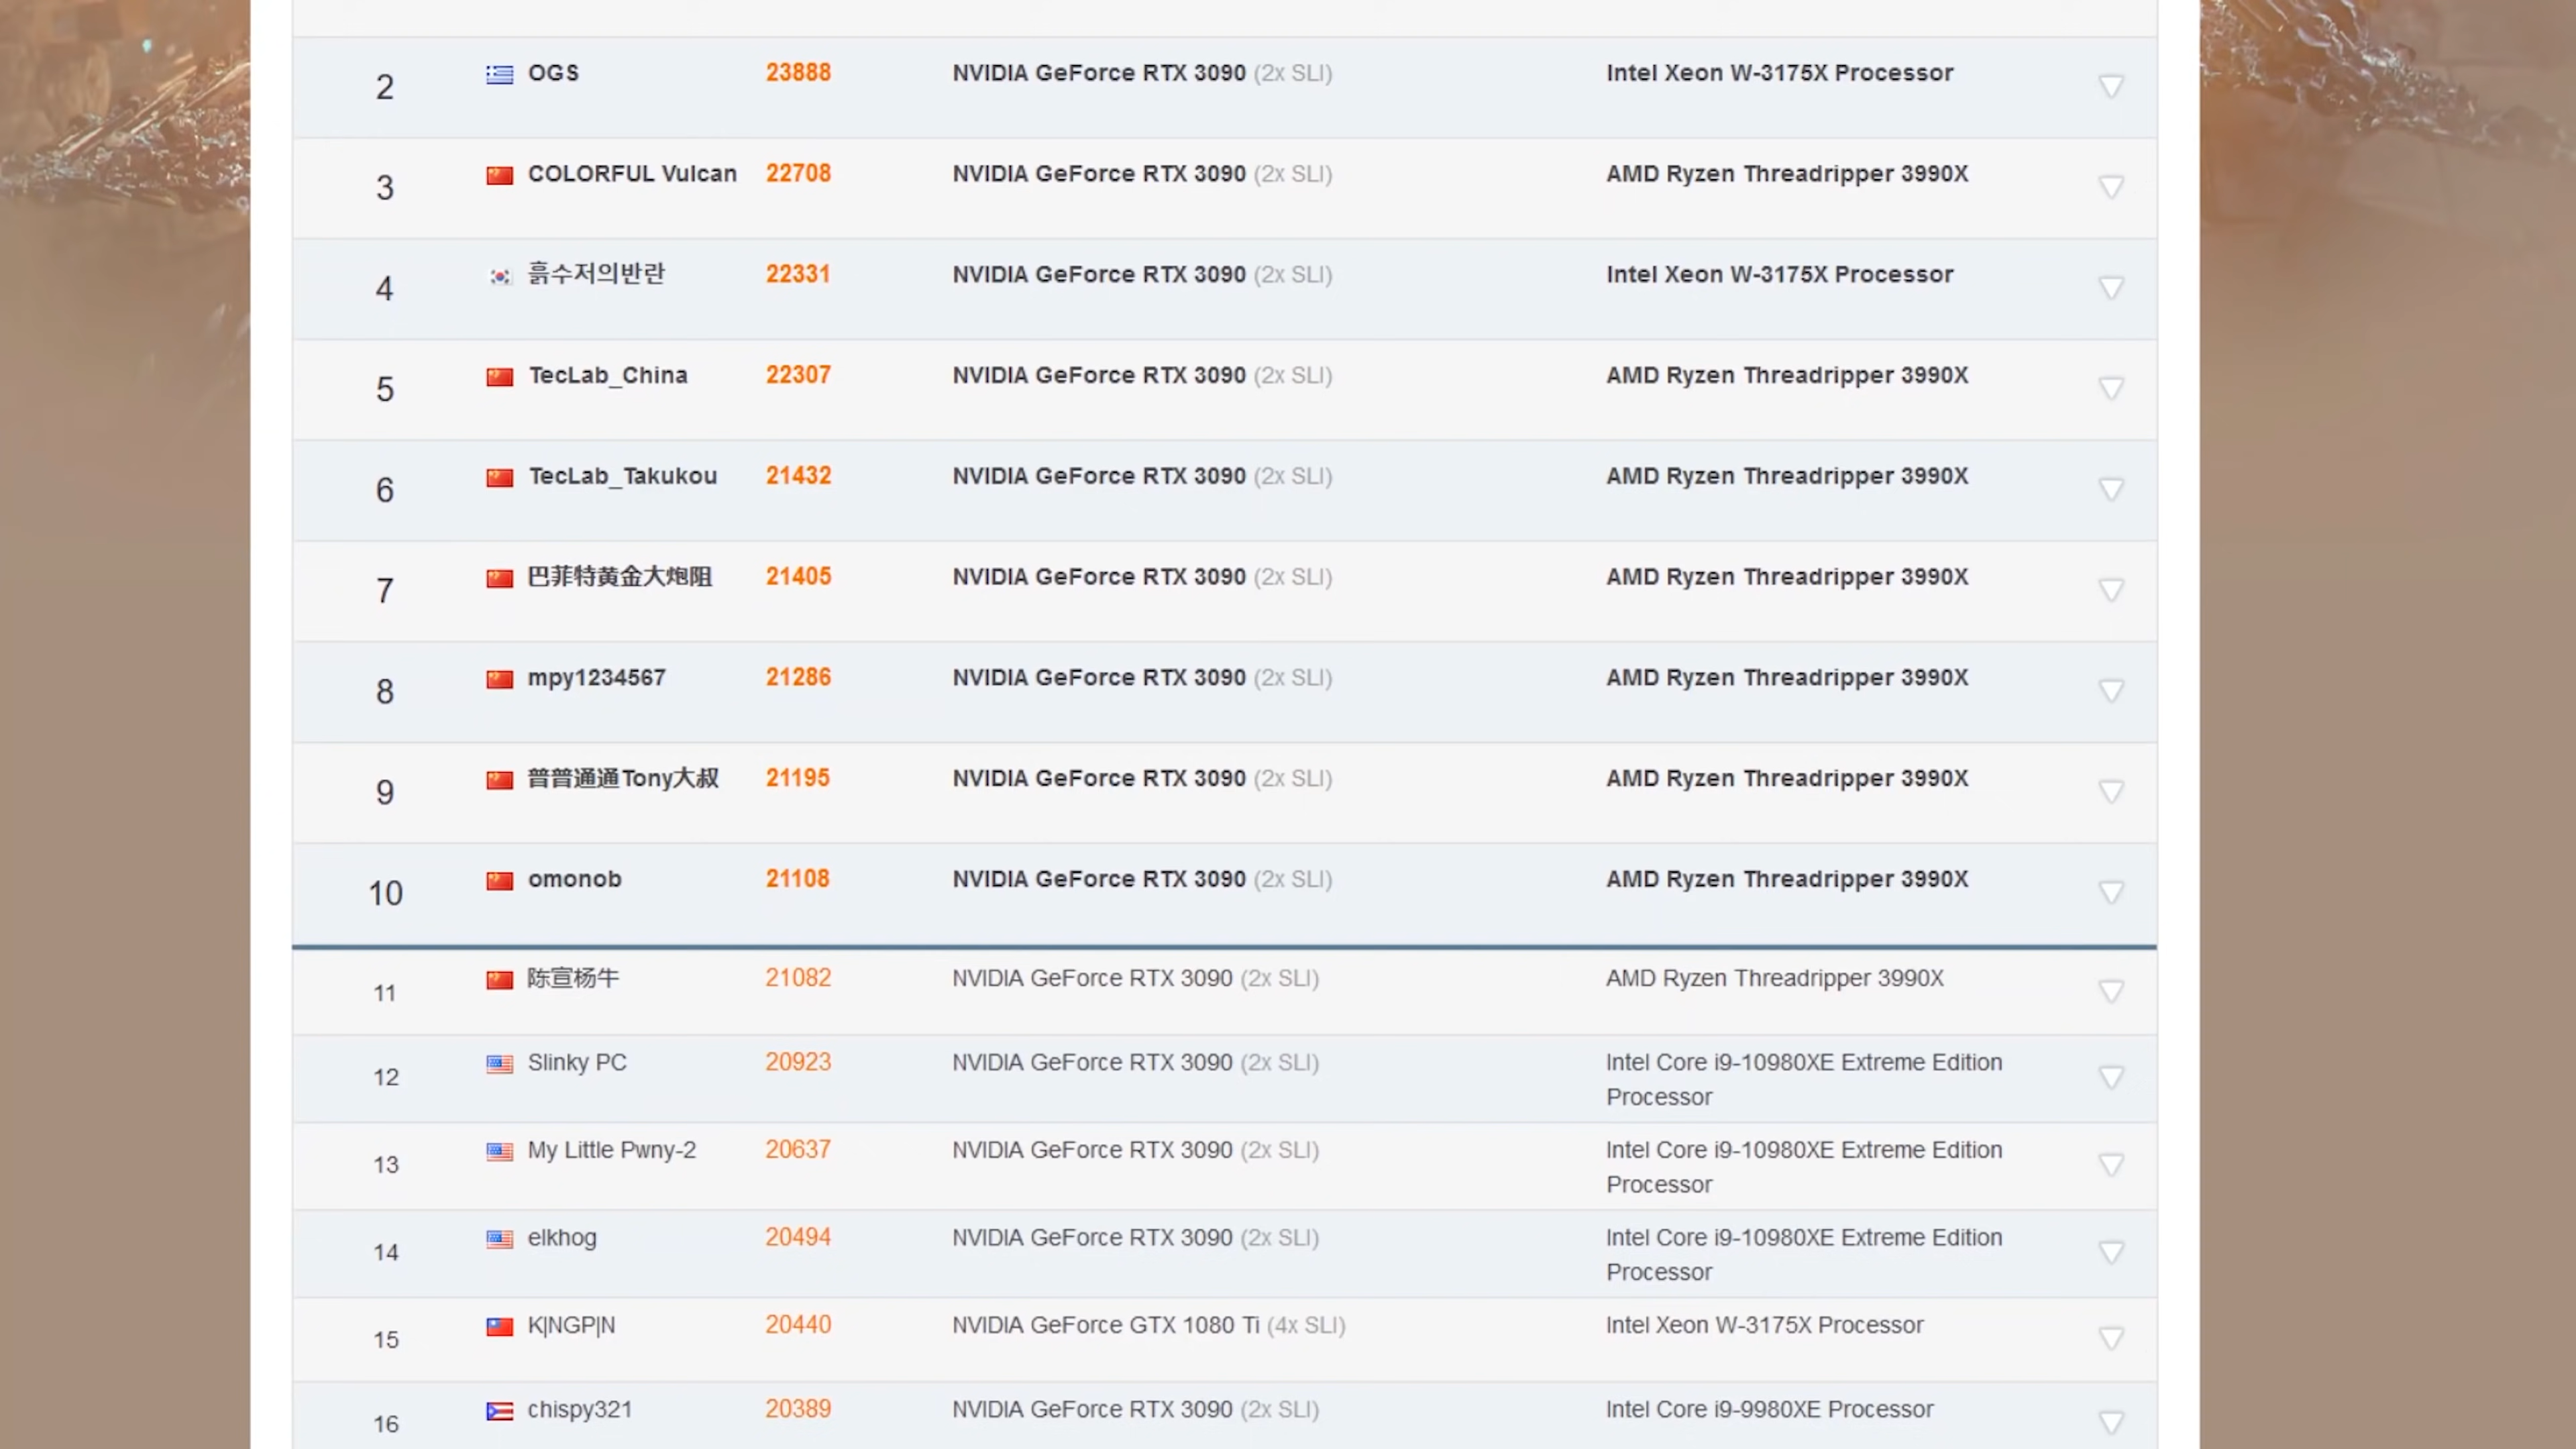 2 OGS 23888 NVIDIA GeForce RTX 3090 (2x SLI) Intel Xeon W-3175X Processor
3 COLORFUL Vulcan 22708 NVIDIA GeForce RTX 3090 (2x SLI) AMD Ryzen Threadripper 3990X
4 흙수저의반란 22331 NVIDIA GeForce RTX 3090 (2x SLI) Intel Xeon W-3175X Processor
5 TecLab_China 22307 NVIDIA GeForce RTX 3090 (2x SLI) AMD Ryzen Threadripper 3990X
6 TecLab_Takukou 21432 NVIDIA GeForce RTX 3090 (2x SLI) AMD Ryzen Threadripper 3990X
7 巴菲特黄金大炮阻 21405 NVIDIA GeForce RTX 3090 (2x SLI) AMD Ryzen Threadripper 3990X
8 mpy1234567 21286 NVIDIA GeForce RTX 3090 (2x SLI) AMD Ryzen Threadripper 3990X
9 普普通通Tony大叔 21195 NVIDIA GeForce RTX 3090 (2x SLI) AMD Ryzen Threadripper 3990X
10 omonob 21108 NVIDIA GeForce RTX 3090 (2x SLI) AMD Ryzen Threadripper 3990X
11 陈宣杨牛 21082 NVIDIA GeForce RTX 3090 (2x SLI) AMD Ryzen Threadripper 3990X
12 Slinky PC 20923 NVIDIA GeForce RTX 3090 (2x SLI) Intel Core i9-10980XE Extreme Edition
Processor
13 My Little Pwny-2 20637 NVIDIA GeForce RTX 3090 (2x SLI) Intel Core i9-10980XE Extreme Edition
Processor
14 elkhog 20494 NVIDIA GeForce RTX 3090 (2x SLI) Intel Core i9-10980XE Extreme Edition
Processor
15 K|NGP|N 20440 NVIDIA GeForce GTX 1080 Ti (4x SLI) Intel Xeon W-3175X Processor
16 chispy321 20389 NVIDIA GeForce RTX 3090 (2x SLI) Intel Core i9-9980XE Processor